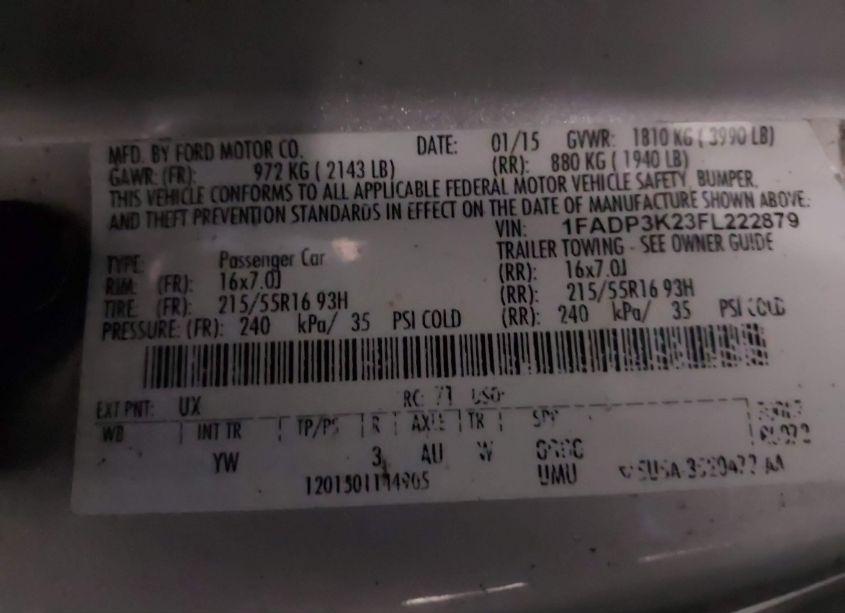 MFD. BY FORD MOTOR CO. DATE: 01/15 GVWR: 1810 KG ( 3990 LB)
GAWR: (FR): 972 KG ( 2143 LB) (RR): 880 KG ( 1940 LB)
THIS VEHICLE CONFORMS TO ALL APPLICABLE FEDERAL MOTOR VEHICLE SAFETY, BUMPER,
AND THEFT PREVENTION STANDARDS IN EFFECT ON THE DATE OF MANUFACTURE SHOWN ABOVE.
VIN: 1FADP3K23FL222879
TYPE: Passenger Car TRAILER TOWING - SEE OWNER GUIDE
RIM: (FR): 16x7.0J (RR): 16x7.0J
TIRE: (FR): 215/55R16 93H (RR): 215/55R16 93H
PRESSURE: (FR): 240 kPa/ 35 PSI COLD (RR): 240 kPa/ 35 PSI COLD
EXT PNT: UX RC: 71 DSO:
WB INT TR TP/PS R AXLE TR SPR
YW 3 AU W
UMU